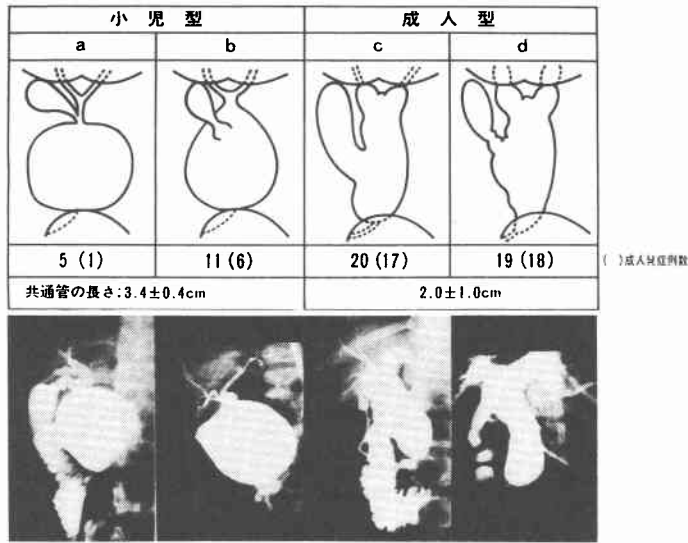 小児型 成人型
a b c d
5 (1) 11 (6) 20 (17) 19 (18) ( )成人発症例数
共通管の長さ:3.4±0.4cm 2.0±1.0cm